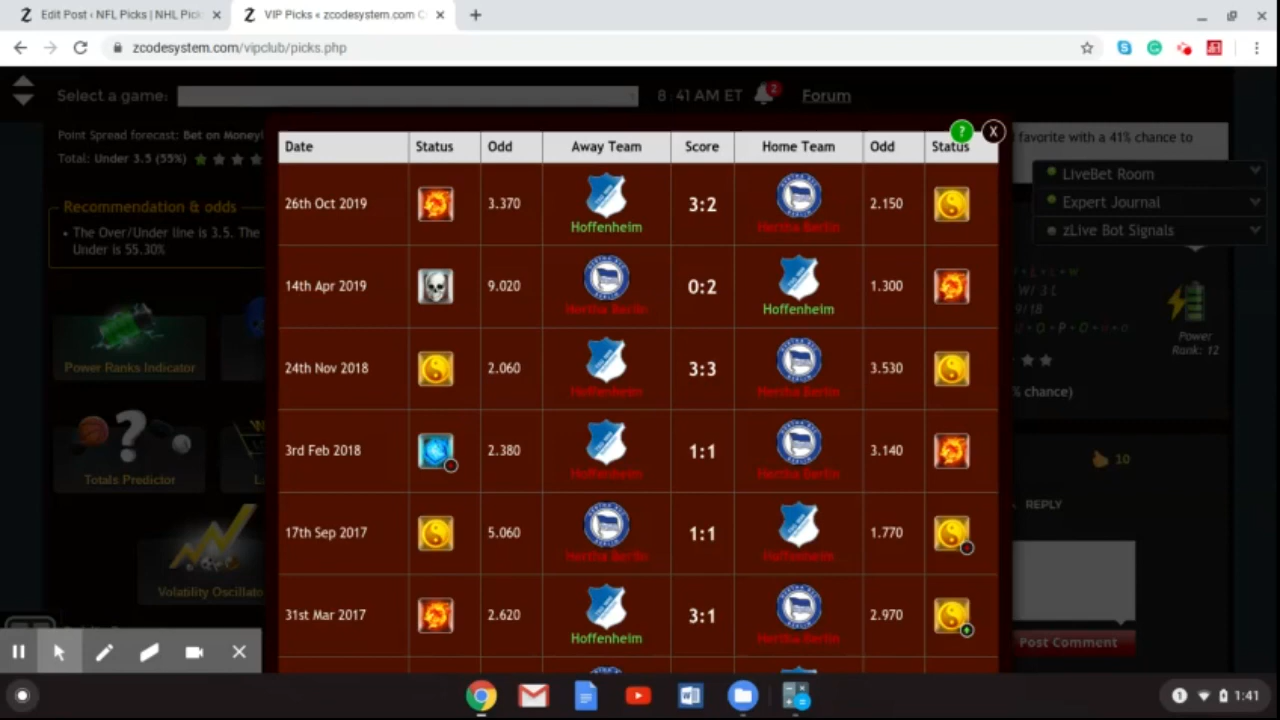 Edit Post ‹ NFL Picks | NHL Pick
VIP Picks « zcodesystem.com C
zcodesystem.com/vipclub/picks.php
Select a game:
8:41 AM ET
2
Forum
Point Spread forecast: Bet on Money!
Total: Under 3.5 (55%)
favorite with a 41% chance to
?
X
LiveBet Room
Expert Journal
zLive Bot Signals
Recommendation & odds
• The Over/Under line is 3.5. The
Under is 55.30%
Power Ranks Indicator
Totals Predictor
Volatility Oscillato
Date Status Odd Away Team Score Home Team Odd Status
26th Oct 2019 3.370 Hoffenheim 3:2 Hertha Berlin 2.150
14th Apr 2019 9.020 Hertha Berlin 0:2 Hoffenheim 1.300
24th Nov 2018 2.060 Hoffenheim 3:3 Hertha Berlin 3.530
3rd Feb 2018 2.380 Hoffenheim 1:1 Hertha Berlin 3.140
17th Sep 2017 5.060 Hertha Berlin 1:1 Hoffenheim 1.770
31st Mar 2017 2.620 Hoffenheim 3:1 Hertha Berlin 2.970
Power
Rank: 12
% chance)
10
REPLY
Post Comment
1 1:41